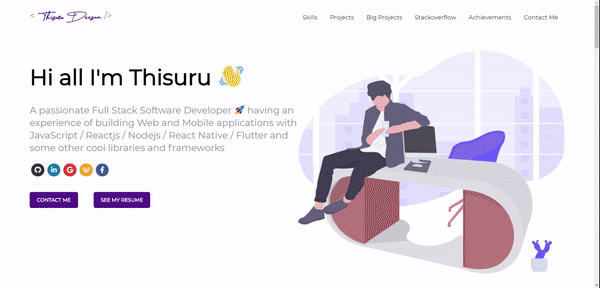 < Thisuru Deesan />
Skills Projects Big Projects Stackoverflow Achievements Contact Me
Hi all I'm Thisuru 👋
A passionate Full Stack Software Developer 🚀 having an
experience of building Web and Mobile applications with
JavaScript / Reactjs / Nodejs / React Native / Flutter and
some other cool libraries and frameworks
CONTACT ME SEE MY RESUME